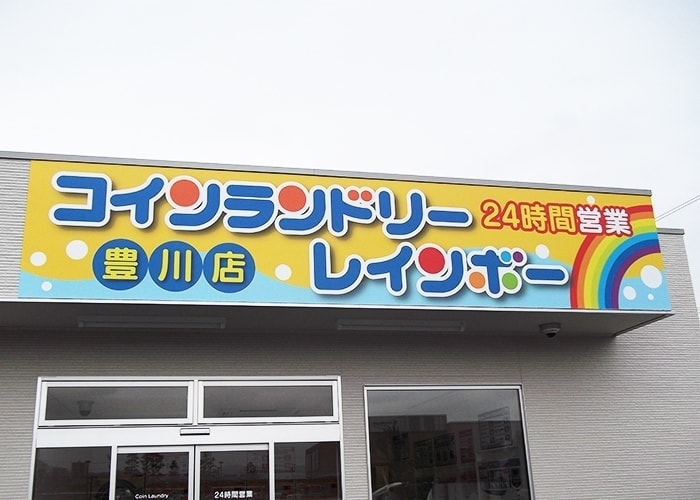 コインランドリー
24時間営業
豊川店
レインボー
Coin Laundry
24時間営業